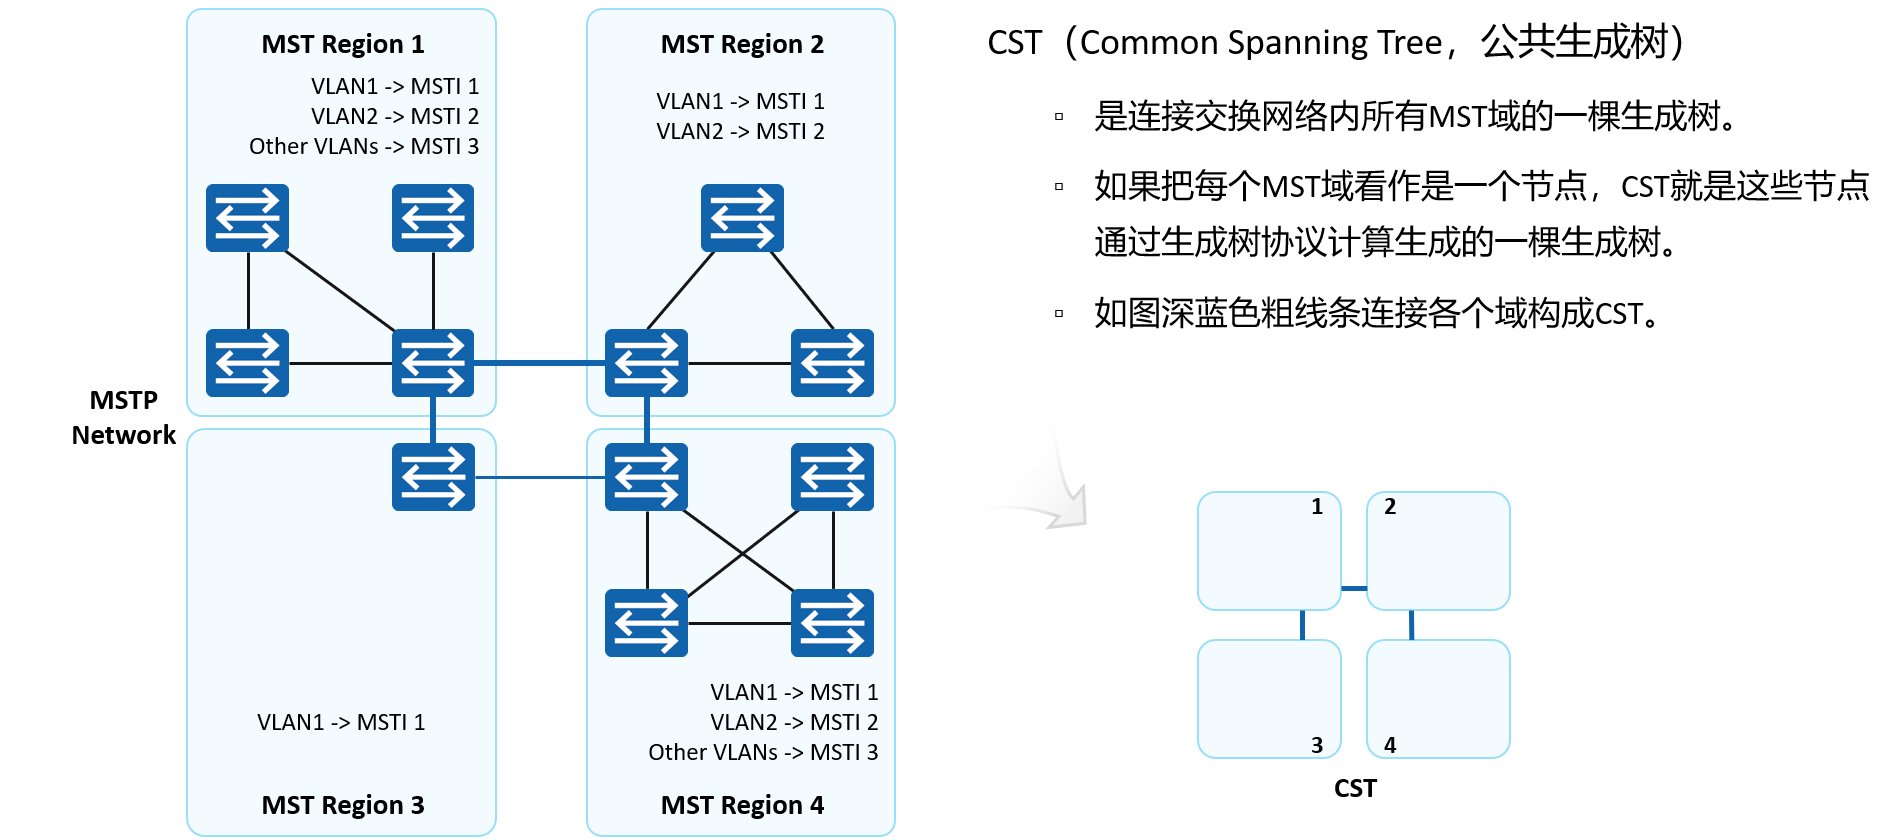 MST Region 1
VLAN1 -> MSTI 1
VLAN2 -> MSTI 2
Other VLANs -> MSTI 3
MST Region 2
VLAN1 -> MSTI 1
VLAN2 -> MSTI 2
MSTP
Network
VLAN1 -> MSTI 1
MST Region 3
VLAN1 -> MSTI 1
VLAN2 -> MSTI 2
Other VLANs -> MSTI 3
MST Region 4
CST（Common Spanning Tree，公共生成树）
▫ 是连接交换网络内所有MST域的一棵生成树。
▫ 如果把每个MST域看作是一个节点，CST就是这些节点
通过生成树协议计算生成的一棵生成树。
▫ 如图深蓝色粗线条连接各个域构成CST。
1
2
3
4
CST